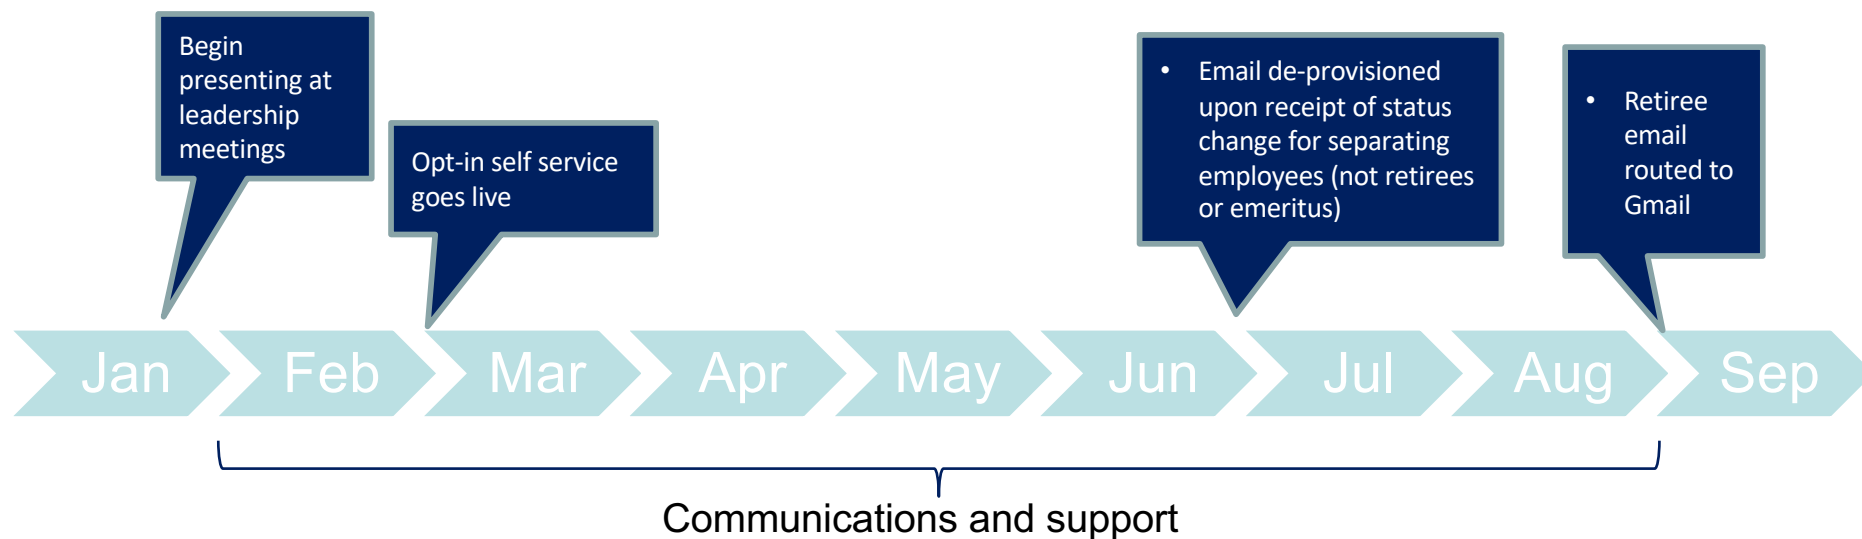 Begin
presenting at
leadership
meetings
Opt-in self service
goes live
• Email de-provisioned
upon receipt of status
change for separating
employees (not retirees
or emeritus)
• Retiree
email
routed to
Gmail
Jan Feb Mar Apr May Jun Jul Aug Sep
Communications and support